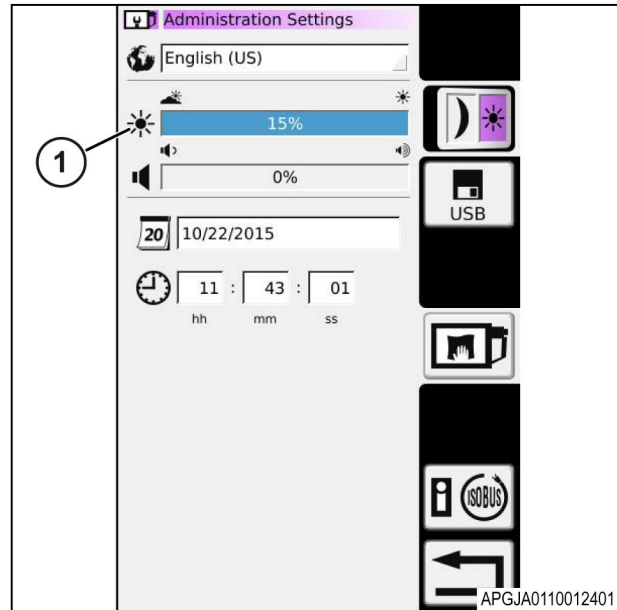 Administration Settings
English (US)
15%
1
0%
USB
20
10/22/2015
11 : 43 : 01
hh mm ss
ISOBUS
APGJA0110012401